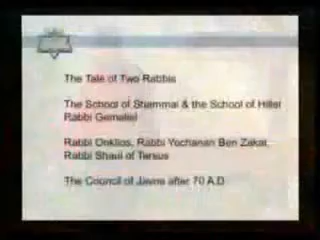 The Tale of Two Rabbis
The School of Shammai & the School of Hillel
Rabbi Gamaliel
Rabbi Onklios, Rabbi Yochanan Ben Zakai,
Rabbi Shaul of Tarsus
The Council of Javne after 70 A.D